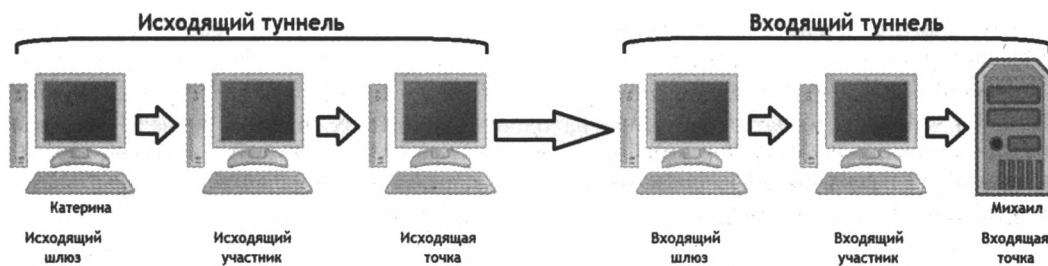 Исходящий туннель
Входящий туннель
Катерина
Михаил
Исходящий
шлюз
Исходящий
участник
Исходящая
точка
Входящий
шлюз
Входящий
участник
Входящая
точка